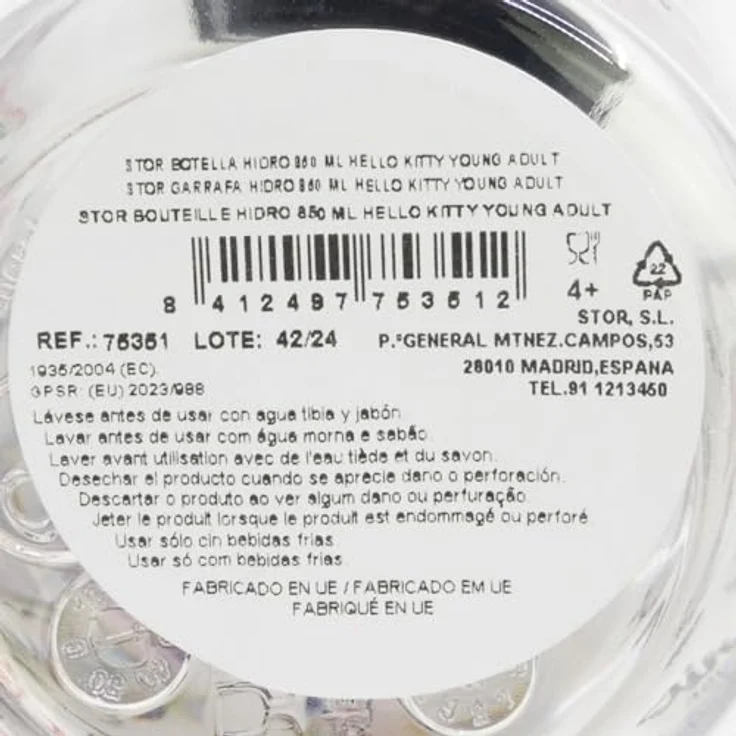 STOR BOTELLA HIDRO 850 ML HELLO KITTY YOUNG ADULT
STOR GARRAFA HIDRO 850 ML HELLO KITTY YOUNG ADULT
STOR BOUTEILLE HIDRO 850 ML HELLO KITTY YOUNG ADULT
8 412497 753512
22
PAP
4+
STOR, S.L.
REF.: 75351 LOTE: 42/24 P.ºGENERAL MTNEZ.CAMPOS,53
1935/2004 (EC) 28010 MADRID,ESPANA
GPSR: (EU) 2023/988 TEL.91 1213450
Lávese antes de usar con agua tibia y jabón.
Lavar antes de usar com água morna e sabão.
Laver avant utilisation avec de l'eau tiède et du savon.
Desechar el producto cuando se aprecie dano o perforación.
Descartar o produto ao ver algum dano ou perfuração.
Jeter le produit lorsque le produit est endommagé ou perforé.
Usar sólo cin bebidas frias.
Usar só com bebidas frias.
FABRICADO EN UE / FABRICADO EM UE
FABRIQUÉ EN UE